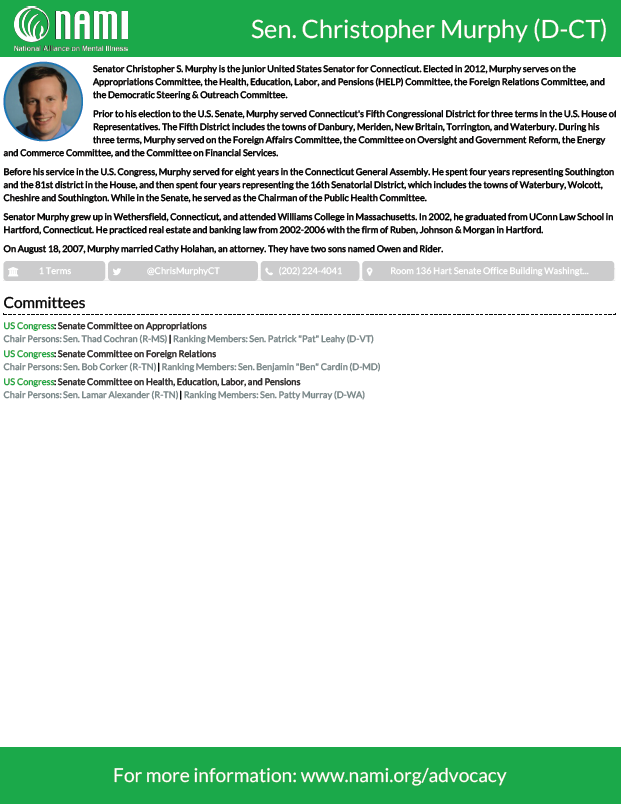 NAMI
National Alliance on Mental Illness
Sen. Christopher Murphy (D-CT)
Senator Christopher S. Murphy is the junior United States Senator for Connecticut. Elected in 2012, Murphy serves on the
Appropriations Committee, the Health, Education, Labor, and Pensions (HELP) Committee, the Foreign Relations Committee, and
the Democratic Steering & Outreach Committee.
Prior to his election to the U.S. Senate, Murphy served Connecticut's Fifth Congressional District for three terms in the U.S. House of
Representatives. The Fifth District includes the towns of Danbury, Meriden, New Britain, Torrington, and Waterbury. During his
three terms, Murphy served on the Foreign Affairs Committee, the Committee on Oversight and Government Reform, the Energy
and Commerce Committee, and the Committee on Financial Services.
Before his service in the U.S. Congress, Murphy served for eight years in the Connecticut General Assembly. He spent four years representing Southington
and the 81st district in the House, and then spent four years representing the 16th Senatorial District, which includes the towns of Waterbury, Wolcott,
Cheshire and Southington. While in the Senate, he served as the Chairman of the Public Health Committee.
Senator Murphy grew up in Wethersfield, Connecticut, and attended Williams College in Massachusetts. In 2002, he graduated from UConn Law School in
Hartford, Connecticut. He practiced real estate and banking law from 2002-2006 with the firm of Ruben, Johnson & Morgan in Hartford.
On August 18, 2007, Murphy married Cathy Holahan, an attorney. They have two sons named Owen and Rider.
1 Terms @ChrisMurphyCT (202) 224-4041 Room 136 Hart Senate Office Building Washingt...
Committees
US Congress: Senate Committee on Appropriations
Chair Persons: Sen. Thad Cochran (R-MS) | Ranking Members: Sen. Patrick "Pat" Leahy (D-VT)
US Congress: Senate Committee on Foreign Relations
Chair Persons: Sen. Bob Corker (R-TN) | Ranking Members: Sen. Benjamin "Ben" Cardin (D-MD)
US Congress: Senate Committee on Health, Education, Labor, and Pensions
Chair Persons: Sen. Lamar Alexander (R-TN) | Ranking Members: Sen. Patty Murray (D-WA)
For more information: www.nami.org/advocacy